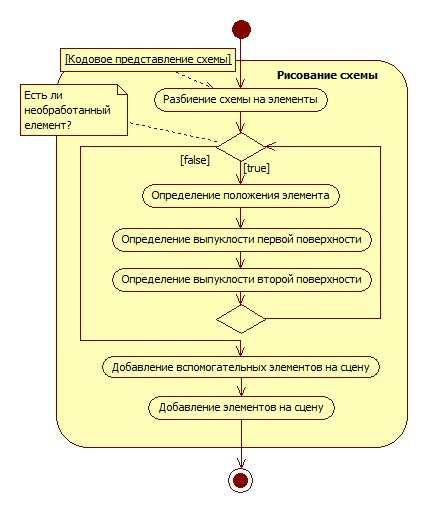 [Кодовое представление схемы]
Рисование схемы
Есть ли
необработанный
елемент?
Разбиение схемы на элементы
[false]
[true]
Определение положения элемента
Определение выпуклости первой поверхности
Определение выпуклости второй поверхности
Добавление вспомогательных элементов на сцену
Добавление элементов на сцену